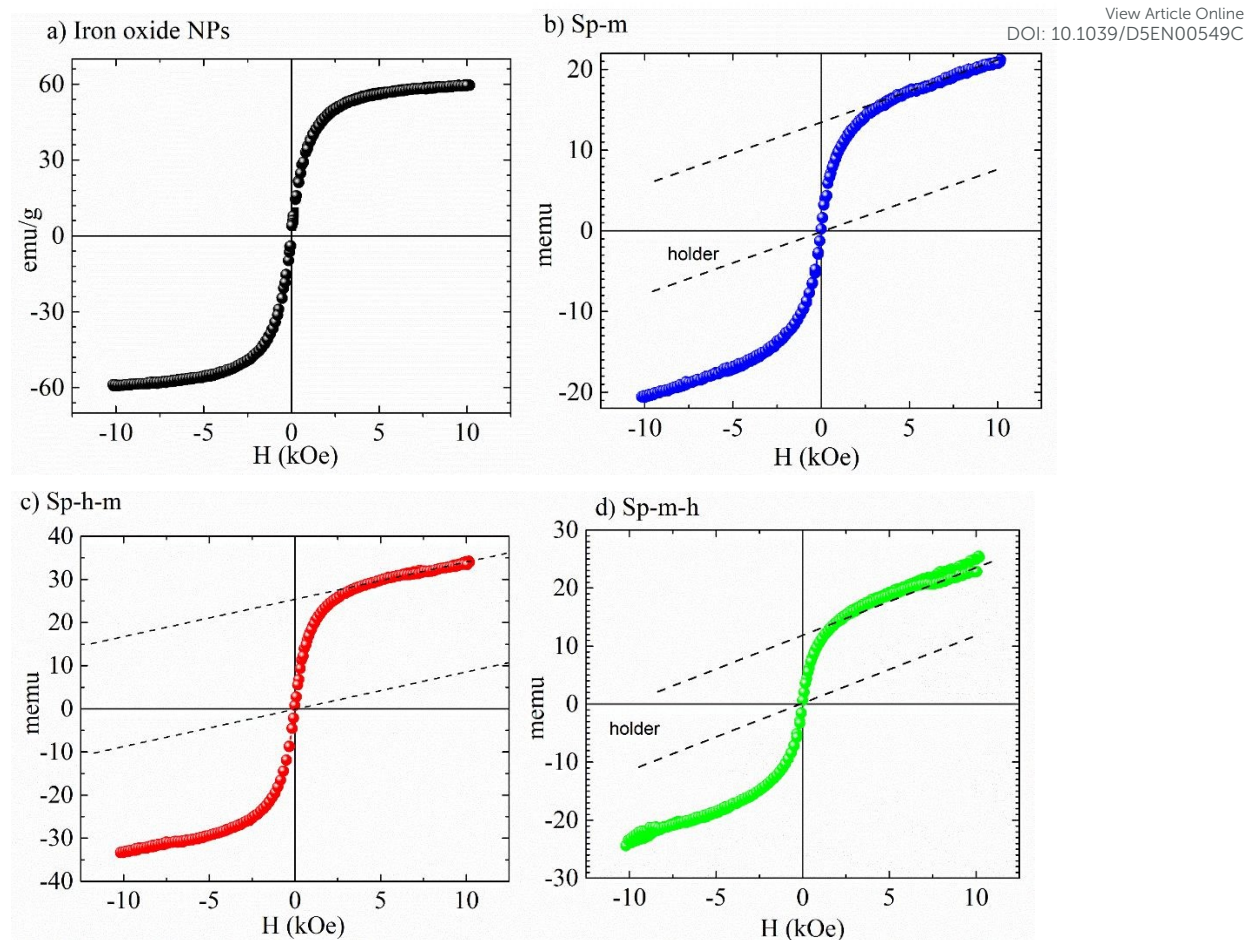 View Article Online
DOI: 10.1039/D5EN00549C
a) Iron oxide NPs
emu/g
60
30
0
-30
-60
-10 -5 0 5 10
H (kOe)
b) Sp-m
memu
20
10
0
-10
-20
holder
-10 -5 0 5 10
H (kOe)
c) Sp-h-m
memu
40
30
20
10
0
-10
-20
-30
-40
-10 -5 0 5 10
H (kOe)
d) Sp-m-h
memu
30
20
10
0
-10
-20
-30
holder
-10 -5 0 5 10
H (kOe)